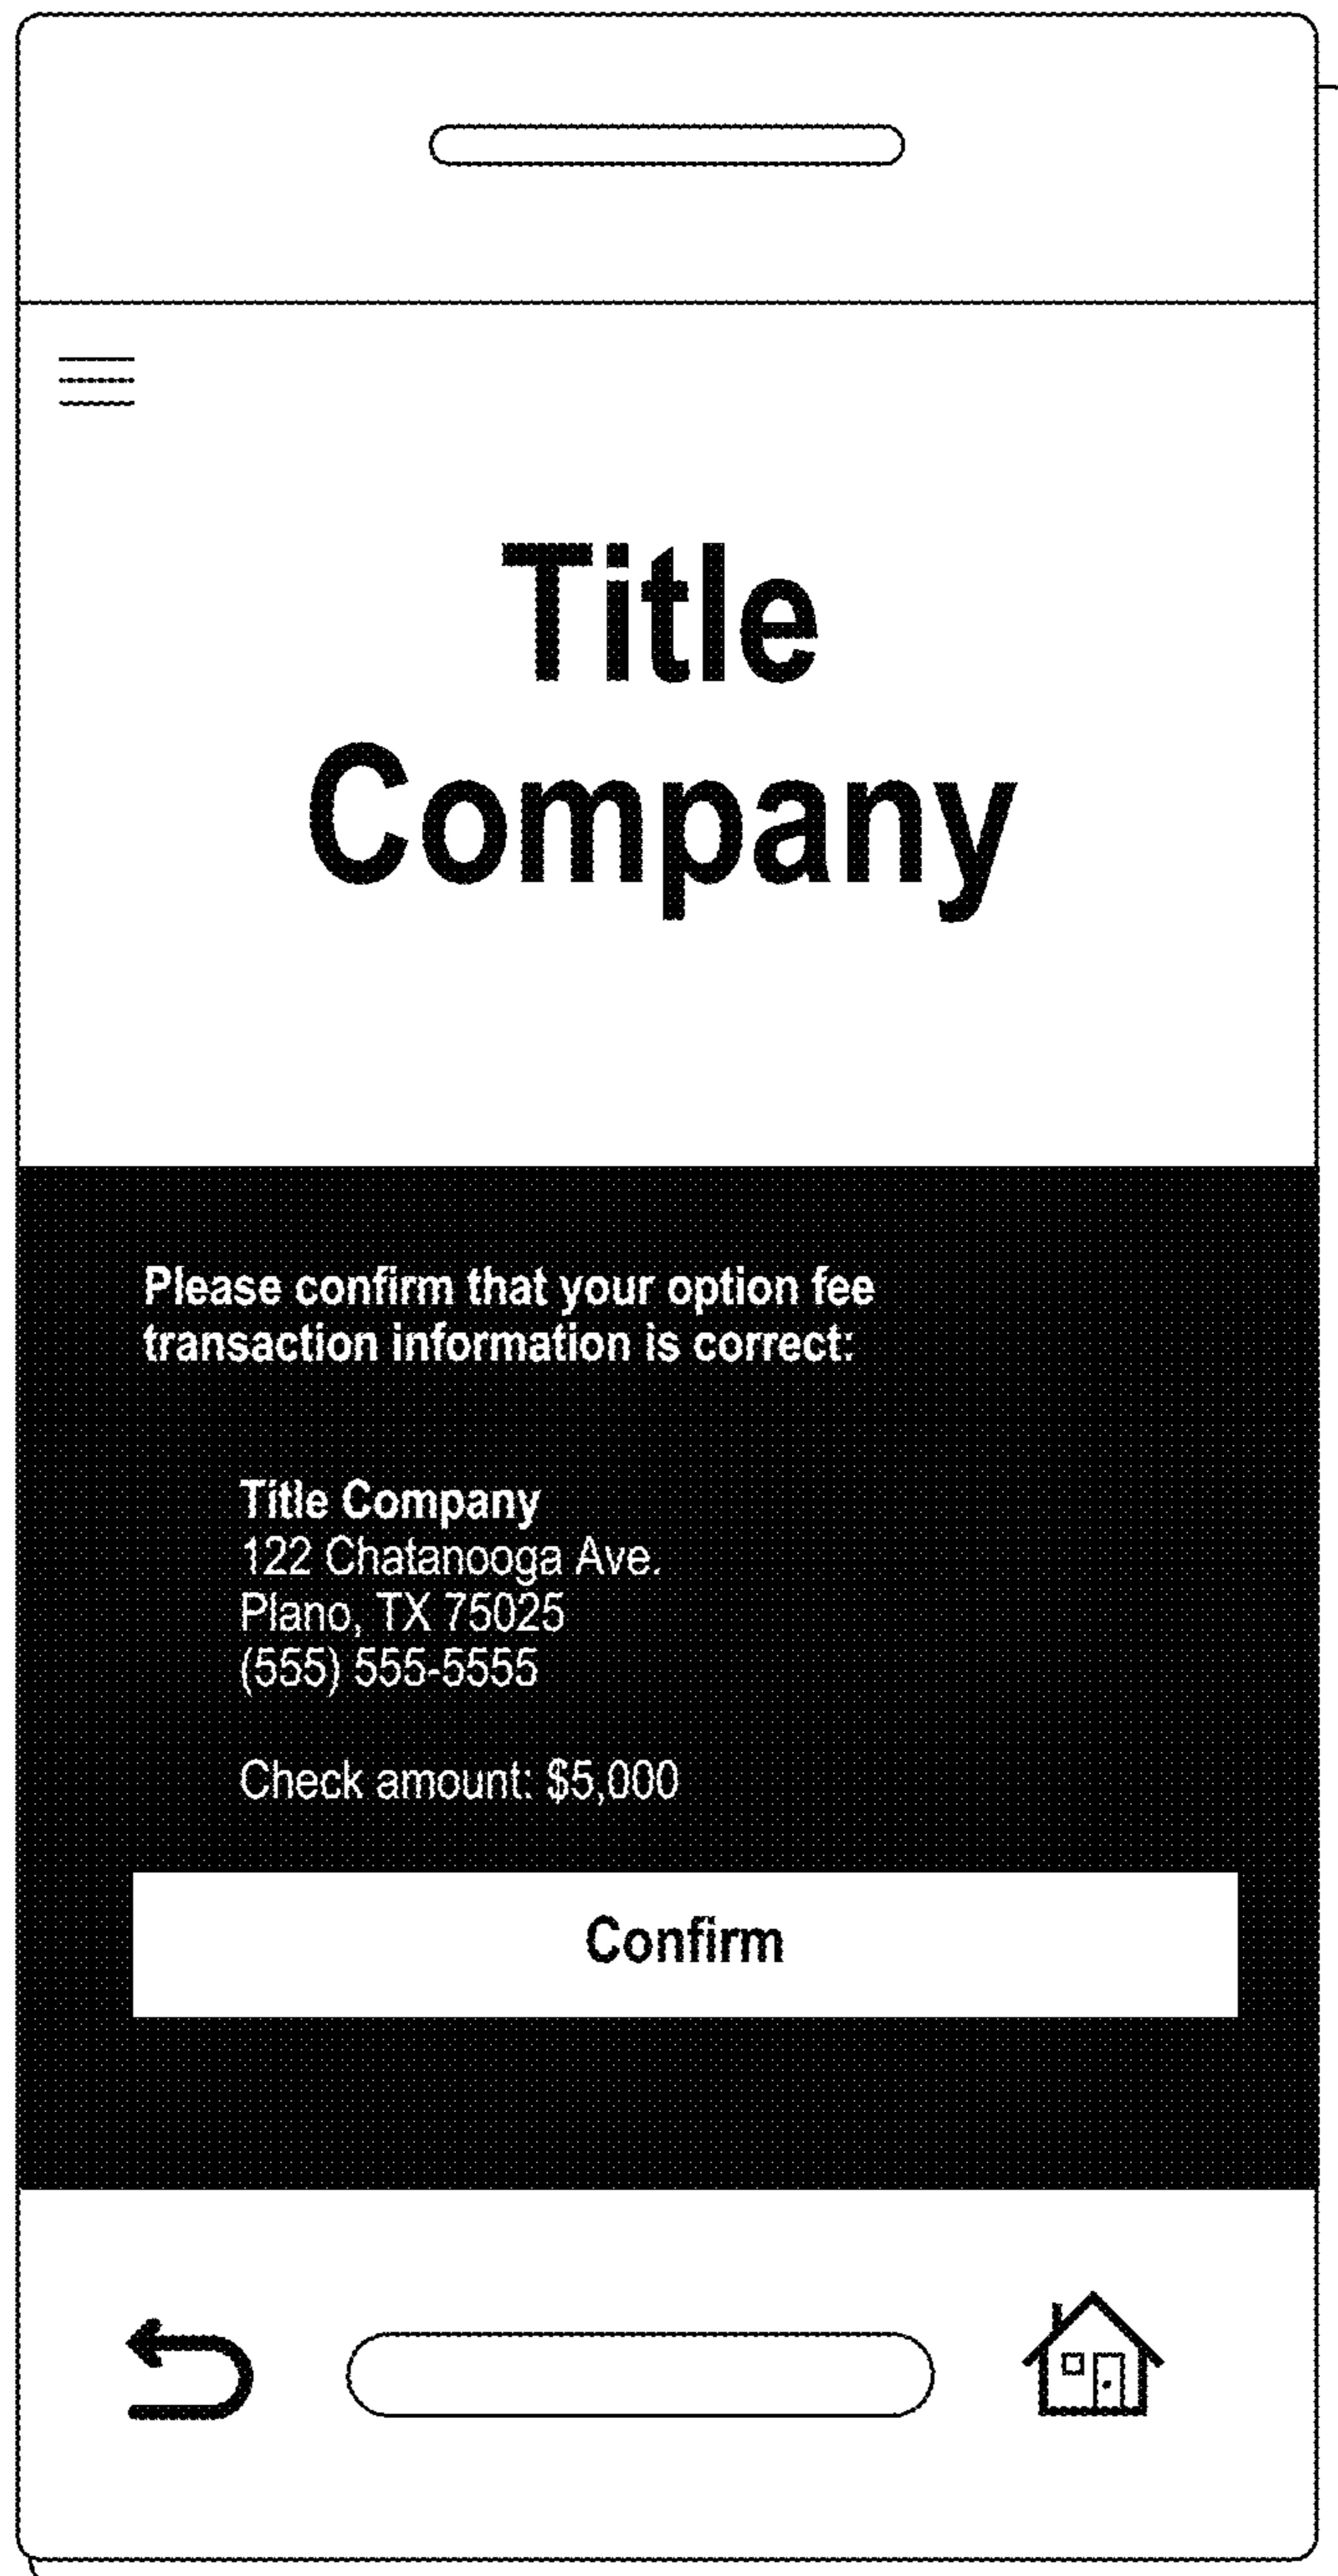 Title
Company
Please confirm that your option fee
transaction information is correct:
Title Company
122 Chatanooga Ave.
Plano, TX 75025
(555) 555-5555
Check amount: $5,000
Confirm